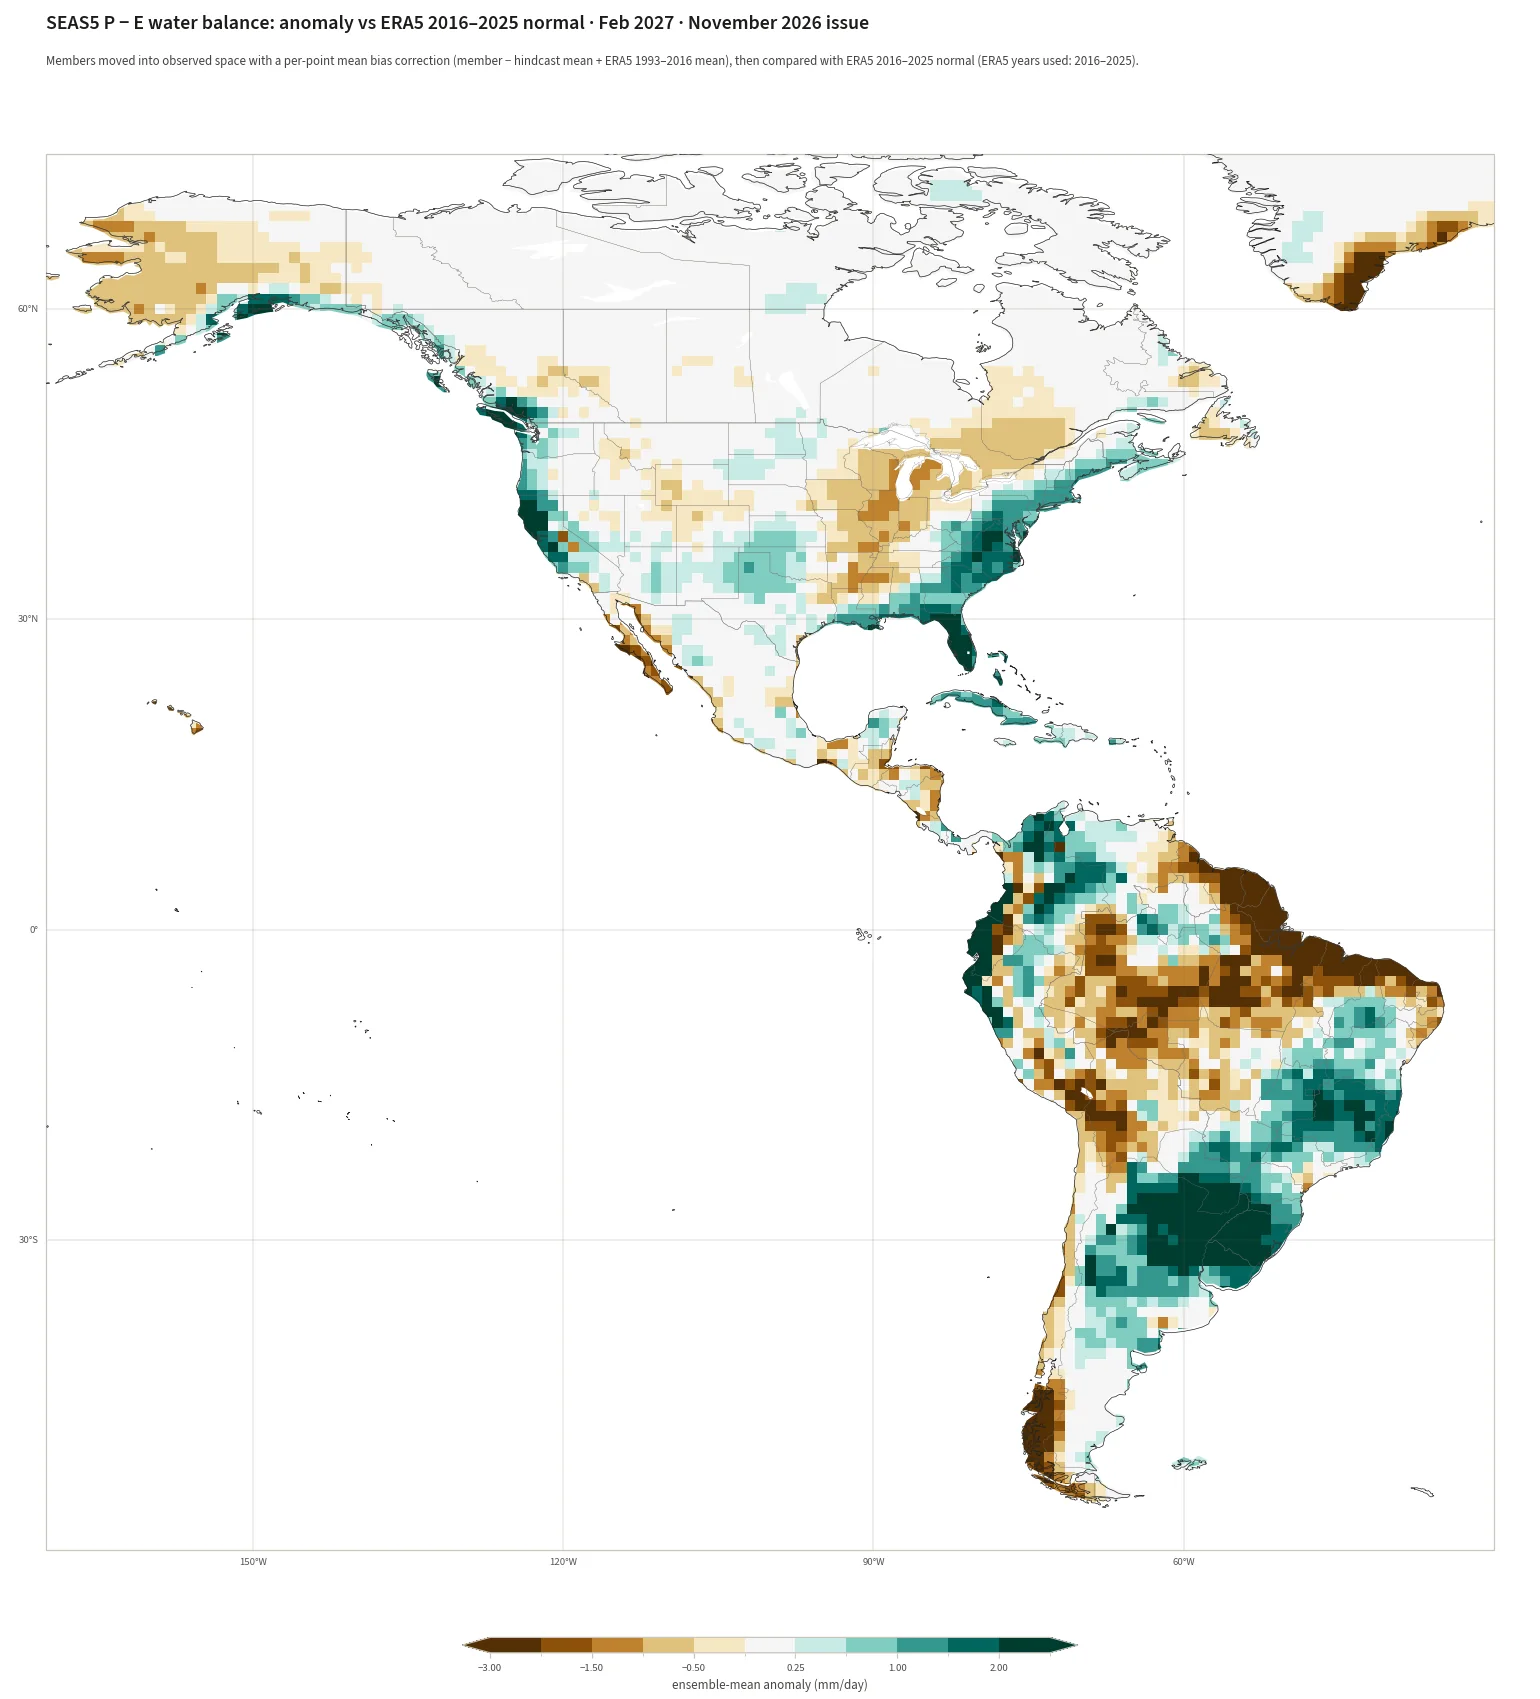 SEAS5 P − E water balance: anomaly vs ERA5 2016–2025 normal · Feb 2027 · November 2026 issue
Members moved into observed space with a per-point mean bias correction (member − hindcast mean + ERA5 1993–2016 mean), then compared with ERA5 2016–2025 normal (ERA5 years used: 2016–2025).
60°N
30°N
0°
30°S
150°W 120°W 90°W 60°W
−3.00 −1.50 −0.50 0.25 1.00 2.00
ensemble-mean anomaly (mm/day)